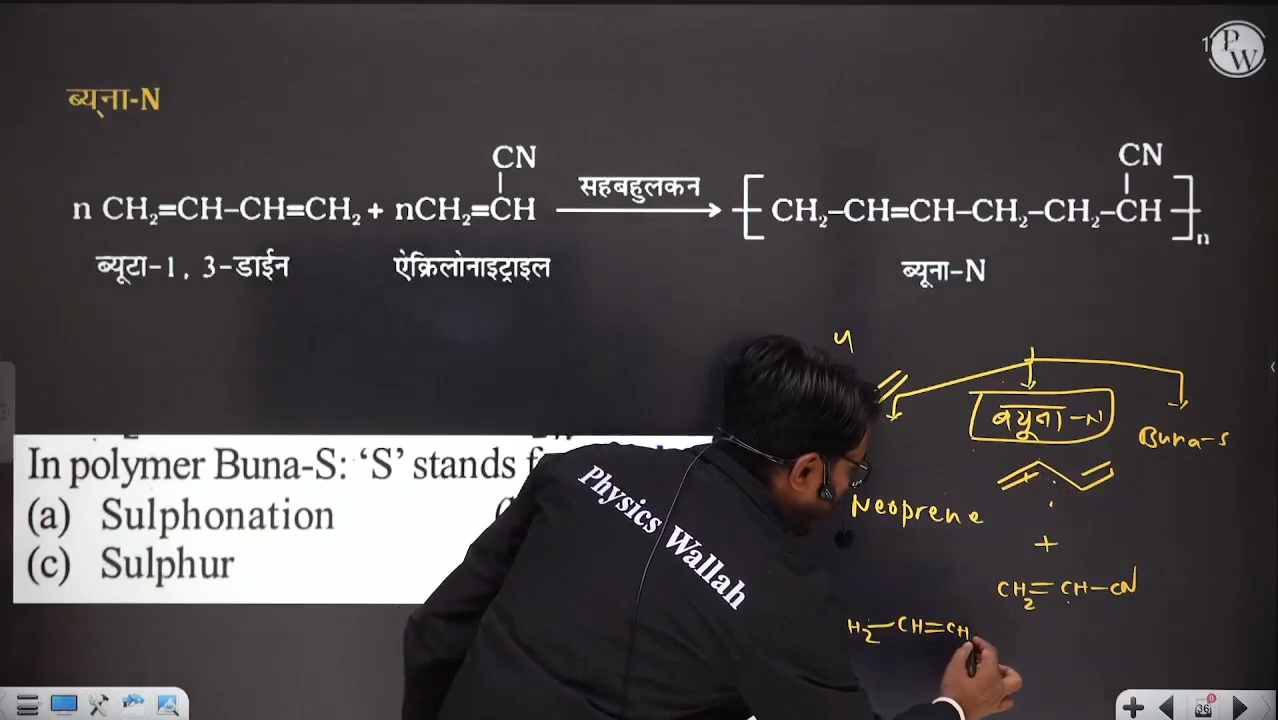 P
W
ब्यूना-N
CN
n CH₂=CH–CH=CH₂ + nCH₂=CH
सहबहुलकन
CN
CH₂–CH=CH–CH₂–CH₂–CH
n
ब्यूटा-1, 3-डाईन
ऐक्रिलोनाइट्राइल
ब्यूना-N
ब्यूना-N
Buna-S
In polymer Buna-S: ‘S’ stands
(a) Sulphonation
(c) Sulphur
Physics Wallah
Neoprene
+
CH₂=CH–CN
H₂–CH=CH
36